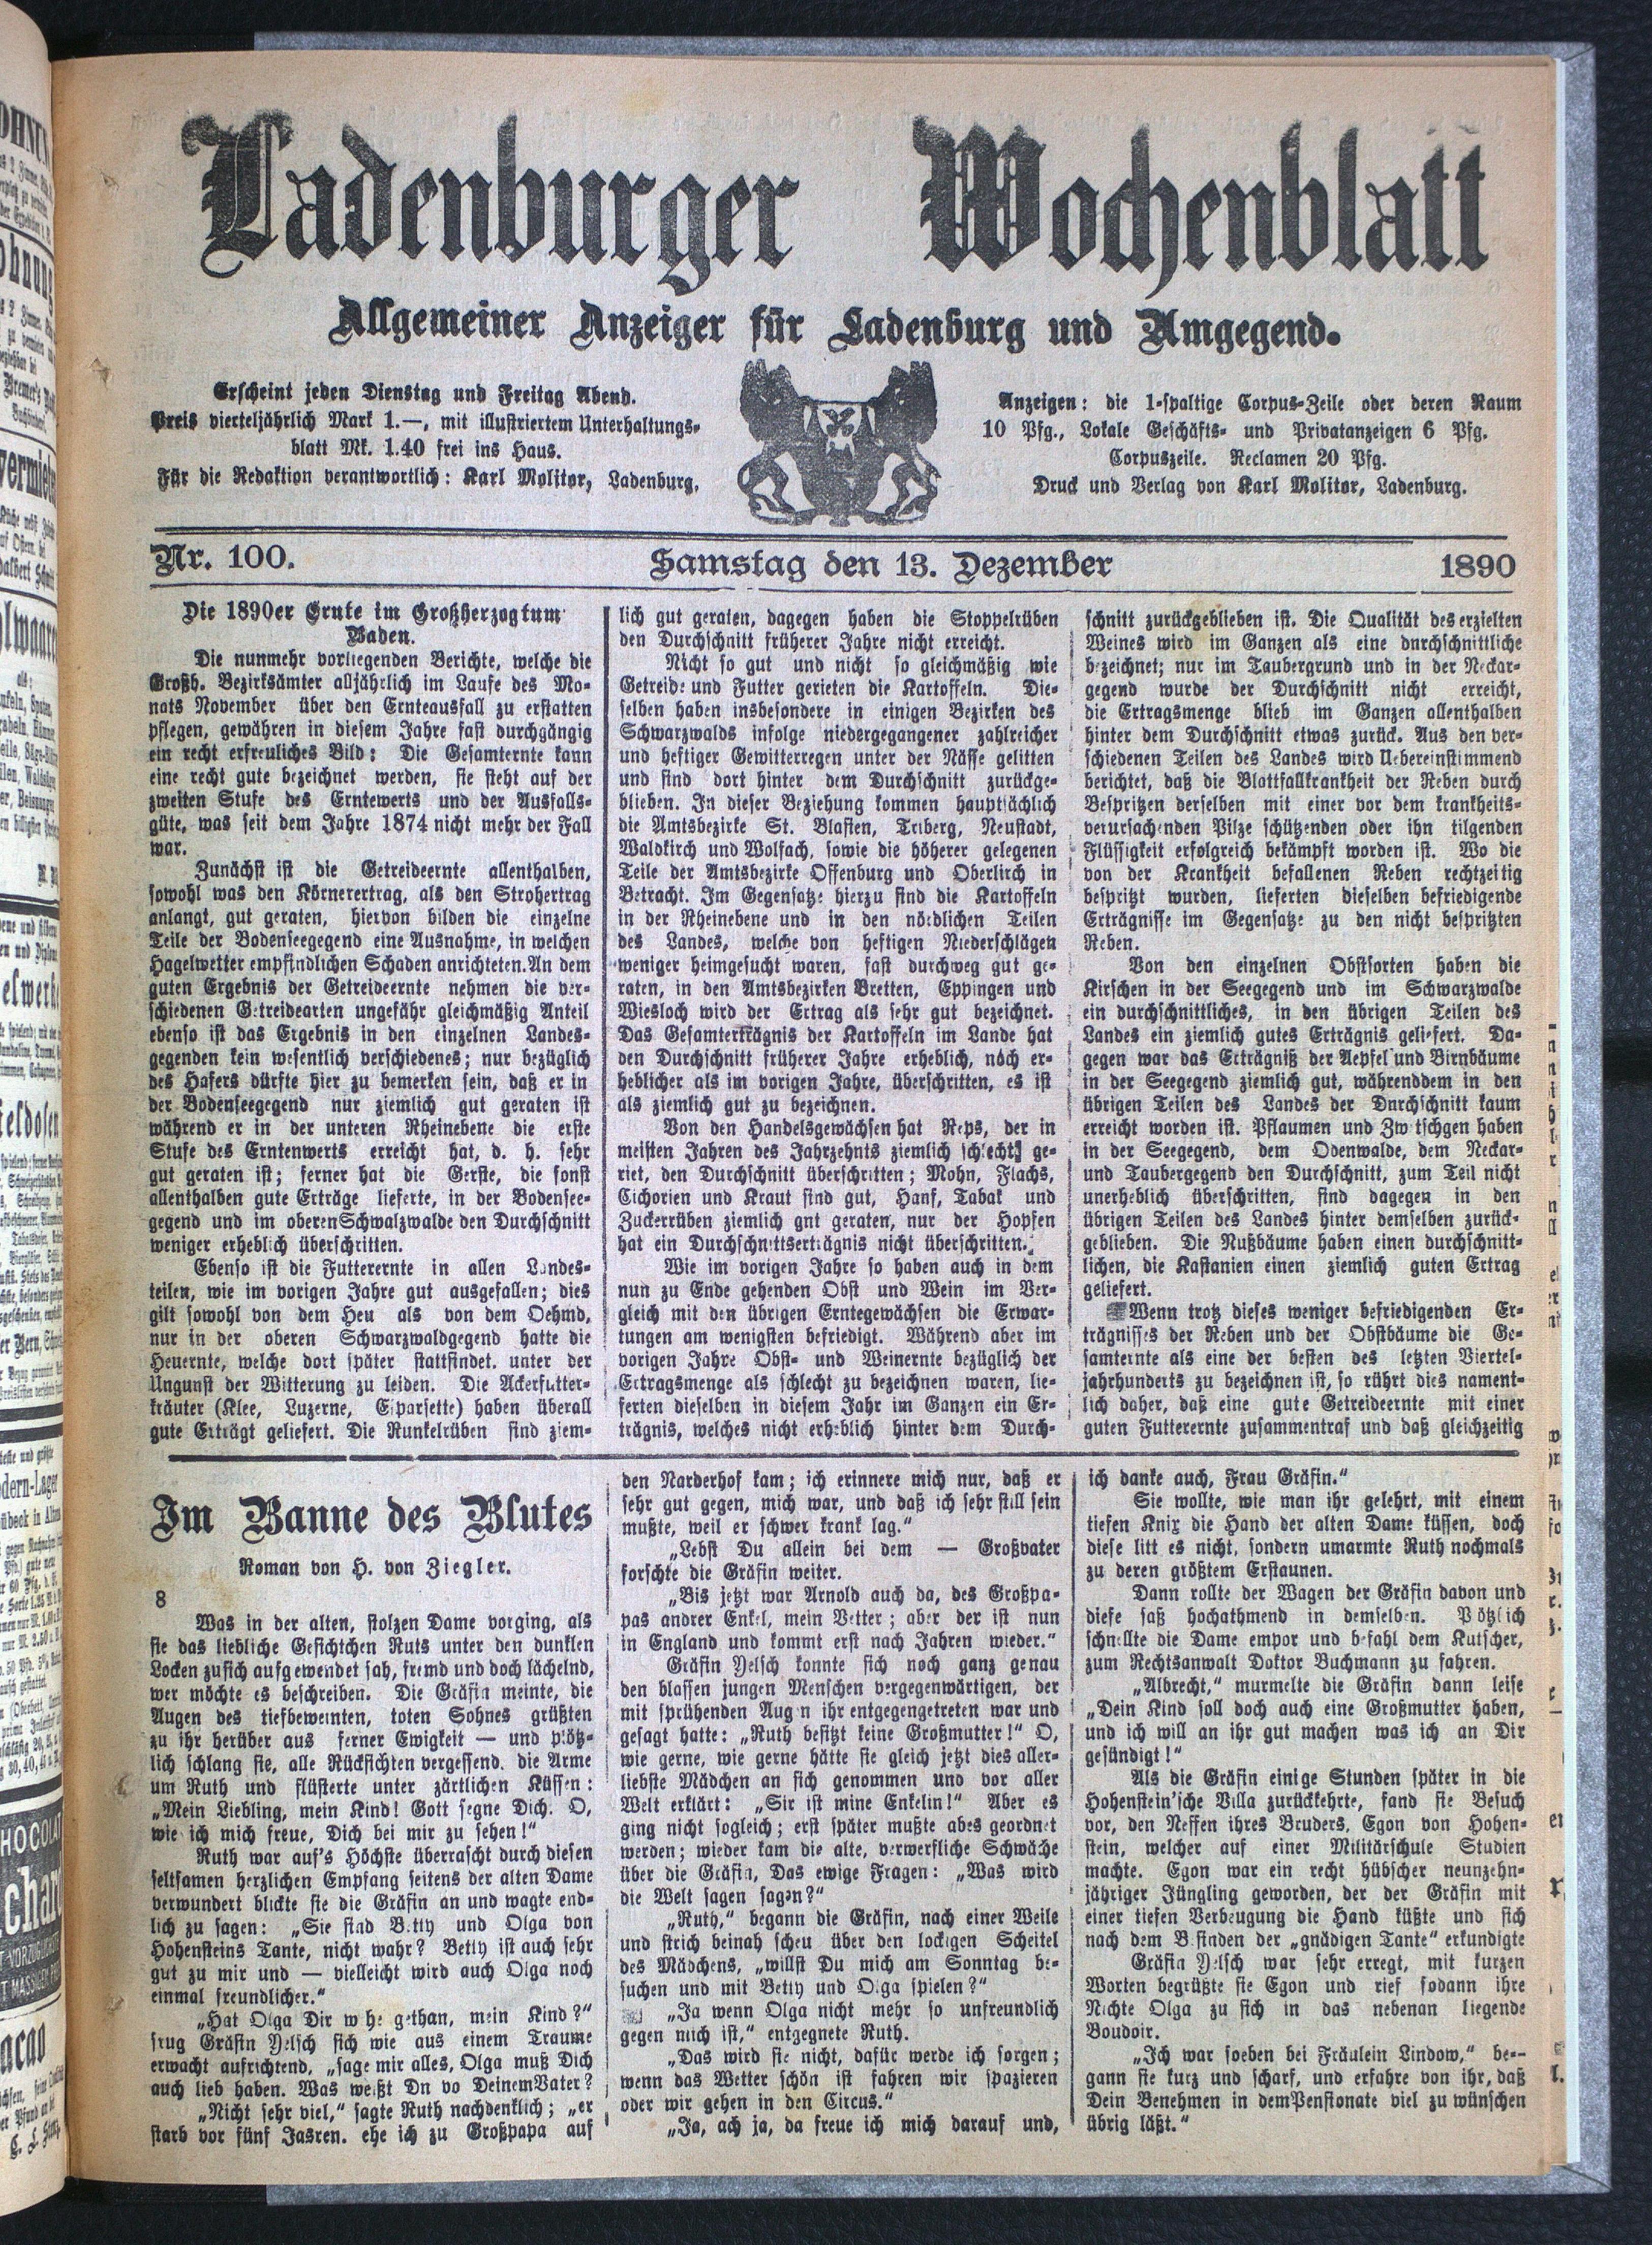 Ladenburger Wochenblatt
Allgemeiner Anzeiger für Ladenburg und Umgegend.
Erscheint jeden Dienstag und Freitag Abend.
Preis vierteljährlich Mark 1.—, mit illustriertem Unterhaltungs-
blatt Mk. 1.40 frei ins Haus.
Für die Redaktion verantwortlich: Karl Molitor, Ladenburg.
Anzeigen: die 1-spaltige Corpus-Zeile oder deren Raum
10 Pfg., Lokale Geschäfts- und Privatanzeigen 6 Pfg.
Corpuszeile. Reclamen 20 Pfg.
Druck und Verlag von Karl Molitor, Ladenburg.
Nr. 100.
Samstag den 13. Dezember
1890
Die 1890er Ernte im Großherzogtum
Baden.
Die nunmehr vorliegenden Berichte, welche die
Großh. Bezirksämter alljährlich im Laufe des Mo-
nats November über den Ernteausfall zu erstatten
pflegen, gewähren in diesem Jahre fast durchgängig
ein recht erfreuliches Bild: Die Gesamternte kann
eine recht gute bezeichnet werden, sie steht auf der
zweiten Stufe des Erntewerts und der Ausfalls-
güte, was seit dem Jahre 1874 nicht mehr der Fall
war.
Zunächst ist die Getreideernte allenthalben,
sowohl was den Körnerertrag, als den Strohertrag
anlangt, gut geraten, hiervon bilden die einzelne
Teile der Bodenseegegend eine Ausnahme, in welchen
Hagelwetter empfindlichen Schaden anrichteten. An dem
guten Ergebnis der Getreideernte nehmen die ver-
schiedenen Getreidearten ungefähr gleichmäßig Anteil
ebenso ist das Ergebnis in den einzelnen Landes-
gegenden kein wesentlich verschiedenes; nur bezüglich
des Hafers dürfte hier zu bemerken sein, daß er in
der Bodenseegegend nur ziemlich gut geraten ist
während er in der unteren Rheinebene die erste
Stufe des Erntenwerts erreicht hat, d. h. sehr
gut geraten ist; ferner hat die Gerste, die sonst
allenthalben gute Erträge lieferte, in der Bodensee-
gegend und im oberen Schwalzwalde den Durchschnitt
weniger erheblich überschritten.
Ebenso ist die Futterernte in allen Landes-
teilen, wie im vorigen Jahre gut ausgefallen; dies
gilt sowohl von dem Heu als von dem Oehmd,
nur in der oberen Schwarzwaldgegend hatte die
Heuernte, welche dort später stattfindet. unter der
Ungunst der Witterung zu leiden. Die Ackerfutter-
kräuter (Klee, Luzerne, Esparsette) haben überall
gute Erträgt geliefert. Die Runkelrüben sind ziem-
lich gut geraten, dagegen haben die Stoppelrüben
den Durchschnitt früherer Jahre nicht erreicht.
Nicht so gut und nicht so gleichmäßig wie
Getreide und Futter gerieten die Kartoffeln. Die-
selben haben insbesondere in einigen Bezirken des
Schwarzwalds infolge niedergegangener zahlreicher
und heftiger Gewitterregen unter der Nässe gelitten
und sind dort hinter dem Durchschnitt zurückge-
blieben. In dieser Beziehung kommen hauptsächlich
die Amtsbezirke St. Blasien, Triberg, Neustadt,
Waldkirch und Wolfach, sowie die höherer gelegenen
Teile der Amtsbezirke Offenburg und Oberkirch in
Betracht. Im Gegensatze hierzu sind die Kartoffeln
in der Rheinebene und in den nördlichen Teilen
des Landes, welche von heftigen Niederschlägen
weniger heimgesucht waren, fast durchweg gut ge-
raten, in den Amtsbezirken Bretten, Eppingen und
Wiesloch wird der Ertrag als sehr gut bezeichnet.
Das Gesamterträgnis der Kartoffeln im Lande hat
den Durchschnitt früherer Jahre erheblich, noch er-
heblicher als im vorigen Jahre, überschritten, es ist
als ziemlich gut zu bezeichnen.
Von den Handelsgewächsen hat Reps, der in
meisten Jahren des Jahrzehnts ziemlich schlecht ge-
riet, den Durchschnitt überschritten; Mohn, Flachs,
Cichorien und Kraut sind gut, Hanf, Tabak und
Zuckerrüben ziemlich gnt geraten, nur der Hopfen
hat ein Durchschnittserträgnis nicht überschritten.
Wie im vorigen Jahre so haben auch in dem
nun zu Ende gehenden Obst und Wein im Ver-
gleich mit den übrigen Erntegewächsen die Erwar-
tungen am wenigsten befriedigt. Während aber im
vorigen Jahre Obst- und Weinernte bezüglich der
Ertragsmenge als schlecht zu bezeichnen waren, lie-
ferten dieselben in diesem Jahr im Ganzen ein Er-
trägnis, welches nicht erheblich hinter dem Durch-
schnitt zurückgeblieben ist. Die Qualität des erzielten
Weines wird im Ganzen als eine dnrchschnittliche
bezeichnet; nur im Taubergrund und in der Neckar-
gegend wurde der Durchschnitt nicht erreicht,
die Ertragsmenge blieb im Ganzen allenthalben
hinter dem Durchschnitt etwas zurück. Aus den ver-
schiedenen Teilen des Landes wird Uebereinstimmend
berichtet, daß die Blattfallkrankheit der Reben durch
Bespritzen derselben mit einer vor dem krankheits-
verursachenden Pilze schützenden oder ihn tilgenden
Flüssigkeit erfolgreich bekämpft worden ist. Wo die
von der Krankheit befallenen Reben rechtzeitig
bespritzt wurden, lieferten dieselben befriedigende
Erträgnisse im Gegensatze zu den nicht bespritzten
Reben.
Von den einzelnen Obstsorten haben die
Kirschen in der Seegegend und im Schwarzwalde
ein durchschnittliches, in den übrigen Teilen des
Landes ein ziemlich gutes Erträgnis geliefert. Da-
gegen war das Erträgniß der Aepfel und Birnbäume
in der Seegegend ziemlich gut, währenddem in den
übrigen Teilen des Landes der Dnrchschnitt kaum
erreicht worden ist. Pflaumen und Zwetschgen haben
in der Seegegend, dem Odenwalde, dem Neckar-
und Taubergegend den Durchschnitt, zum Teil nicht
unerheblich überschritten, sind dagegen in den
übrigen Teilen des Landes hinter demselben zurück-
geblieben. Die Nußbäume haben einen durchschnitt-
lichen, die Kastanien einen ziemlich guten Ertrag
geliefert.
Wenn trotz dieses weniger befriedigenden Er-
trägnisses der Reben und der Obstbäume die Ge-
samternte als eine der besten des letzten Viertel-
jahrhunderts zu bezeichnen ist, so rührt dies nament-
lich daher, daß eine gute Getreideernte mit einer
guten Futterernte zusammentraf und daß gleichzeitig
Im Banne des Blutes
Roman von H. von Ziegler.
8
Was in der alten, stolzen Dame vorging, als
sie das liebliche Gesichtchen Ruts unter den dunklen
Locken zusich aufgewendet sah, fremd und doch lächelnd,
wer möchte es beschreiben. Die Gräfin meinte, die
Augen des tiefbeweinten, toten Sohnes grüßten
zu ihr herüber aus ferner Ewigkeit — und plötz-
lich schlang sie, alle Rücksichten vergessend. die Arme
um Ruth und flüsterte unter zärtlichen Küssen:
„Mein Liebling, mein Kind! Gott segne Dich. O,
wie ich mich freue, Dich bei mir zu sehen!“
Ruth war auf's Höchste überrascht durch diesen
seltsamen herzlichen Empfang seitens der alten Dame
verwundert blickte sie die Gräfin an und wagte end-
lich zu sagen: „Sie sind Betty und Olga von
Hohensteins Tante, nicht wahr? Betty ist auch sehr
gut zu mir und — vielleicht wird auch Olga noch
einmal freundlicher.“
„Hat Olga Dir wehe gethan, mein Kind?“
frug Gräfin Yelsch sich wie aus einem Traume
erwacht aufrichtend, „sage mir alles, Olga muß Dich
auch lieb haben. Was weißt Dn vo Deinem Vater?
„Nicht sehr viel,“ sagte Ruth nachdenklich; „er
starb vor fünf Jasren. ehe ich zu Großpapa auf
den Narderhof kam; ich erinnere mich nur, daß er
sehr gut gegen, mich war, und daß ich sehr still sein
mußte, weil er schwer krank lag.“
„Lebst Du allein bei dem — Großvater
forschte die Gräfin weiter.
„Bis jetzt war Arnold auch da, des Großpa-
pas andrer Enkel, mein Vetter; aber der ist nun
in England und kommt erst nach Jahren wieder.“
Gräfin Yelsch konnte sich noch ganz genau
den blassen jungen Menschen vergegenwärtigen, der
mit sprühenden Aug n ihr entgegengetreten war und
gesagt hatte: „Ruth besitzt keine Großmutter!“ O,
wie gerne, wie gerne hätte sie gleich jetzt dies aller-
liebste Mädchen an sich genommen und vor aller
Welt erklärt: „Sir ist mine Enkelin!“ Aber es
ging nicht sogleich; erst später mußte abes geordnet
werden; wieder kam die alte, verwerfliche Schwäche
über die Gräfin, Das ewige Fragen: „Was wird
die Welt sagen sagen?“
„Ruth,“ begann die Gräfin, nach einer Weile
und strich beinah scheu über den lockigen Scheitel
des Mädchens, „willst Du mich am Sonntag be-
suchen und mit Betty und Olga spielen?“
„Ja wenn Olga nicht mehr so unfreundlich
gegen mich ist,“ entgegnete Ruth.
„Das wird sie nicht, dafür werde ich sorgen;
wenn das Wetter schön ist fahren wir spazieren
oder wir gehen in den Circus.“
„Ja, ach ja, da freue ich mich darauf und,
ich danke auch, Frau Gräfin.“
Sie wollte, wie man ihr gelehrt, mit einem
tiefen Knix die Hand der alten Dame küssen, doch
diese litt es nicht, sondern umarmte Ruth nochmals
zu deren größtem Erstaunen.
Dann rollte der Wagen der Gräfin davon und
diese saß hochathmend in demselben. Pötzlich
schnellte die Dame empor und befahl dem Kutscher,
zum Rechtsanwalt Doktor Buchmann zu fahren.
„Albrecht,“ murmelte die Gräfin dann leise
„Dein Kind soll doch auch eine Großmutter haben,
und ich will an ihr gut machen was ich an Dir
gesündigt!“
Als die Gräfin einige Stunden später in die
Hohenstein'sche Villa zurückkehrte, fand sie Besuch
vor, den Neffen ihres Bruders, Egon von Hohen-
stein, welcher auf einer Militärschule Studien
machte. Egon war ein recht hübscher neunzehn-
jähriger Jüngling geworden, der der Gräfin mit
einer tiefen Verbeugung die Hand küßte und sich
nach dem Befinden der „gnädigen Tante“ erkundigte
Gräfin Yelsch war sehr erregt, mit kurzen
Worten begrüßte sie Egon und rief sodann ihre
Nichte Olga zu sich in das nebenan liegende
Boudoir.
„Ich war soeben bei Fräulein Lindow,“ be--
gann sie kurz und scharf, und erfahre von ihr, daß
Dein Benehmen in dem Pensionate viel zu wünschen
übrig läßt.“